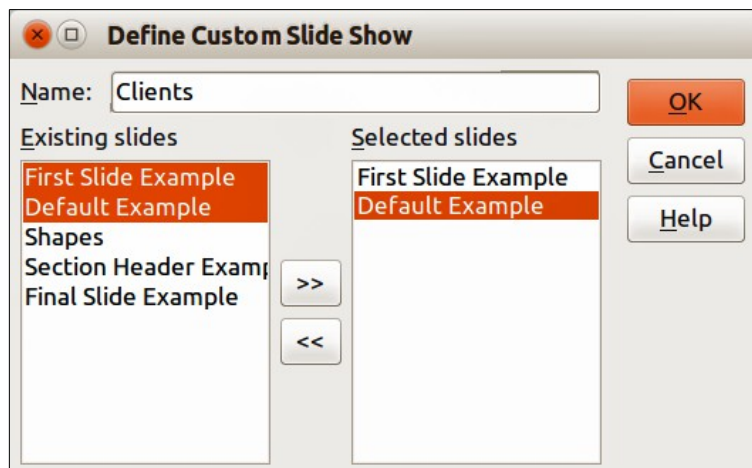 Define Custom Slide Show
Name: Clients
OK
Existing slides
Selected slides
Cancel
Help
First Slide Example
Default Example
Shapes
Section Header Examp
Final Slide Example
>>
<<
First Slide Example
Default Example